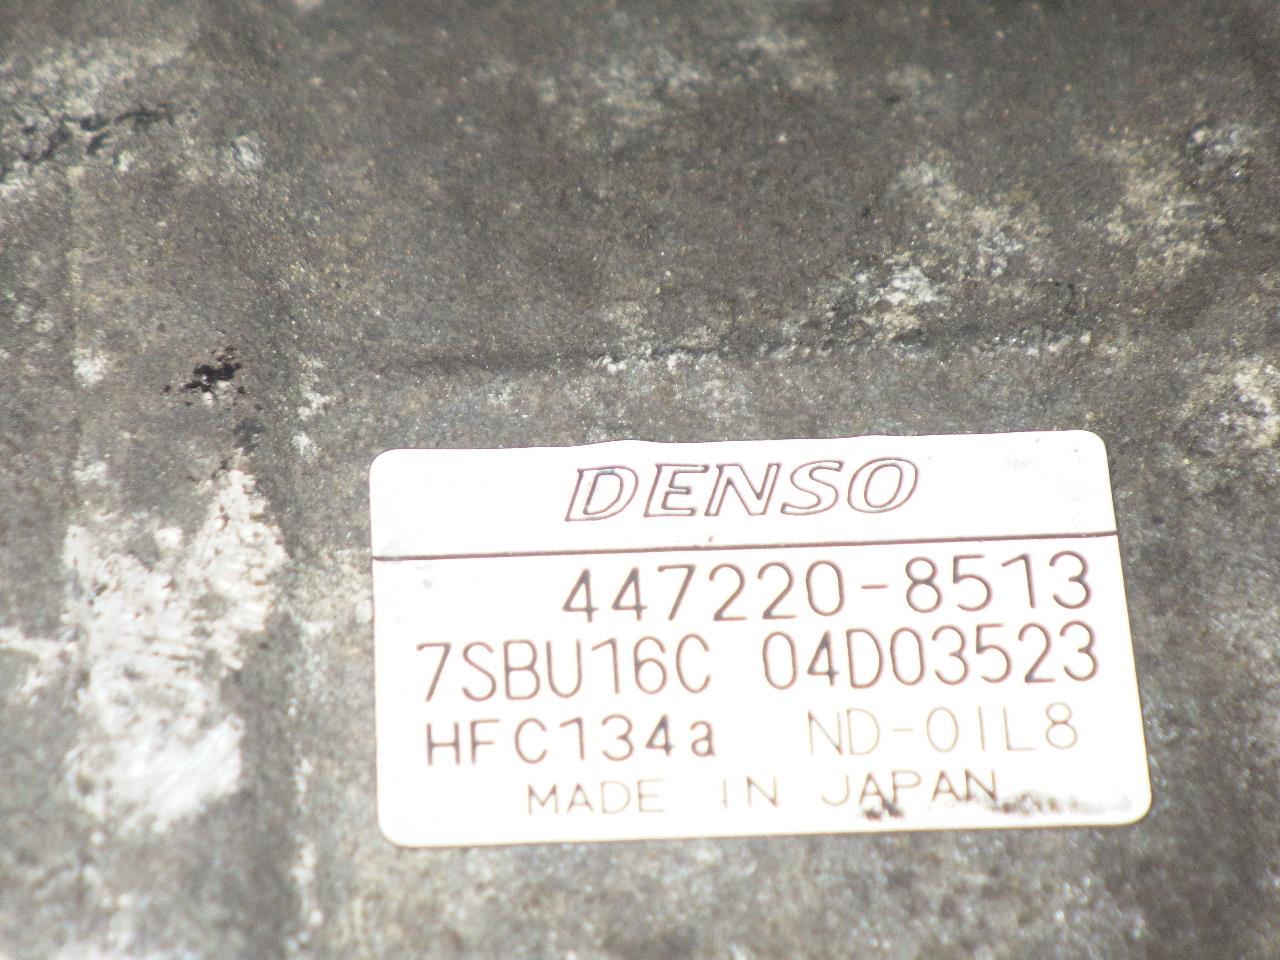 DENSO
447220-8513
7SBU16C 04D03523
HFC134a ND-OIL8
MADE IN JAPAN